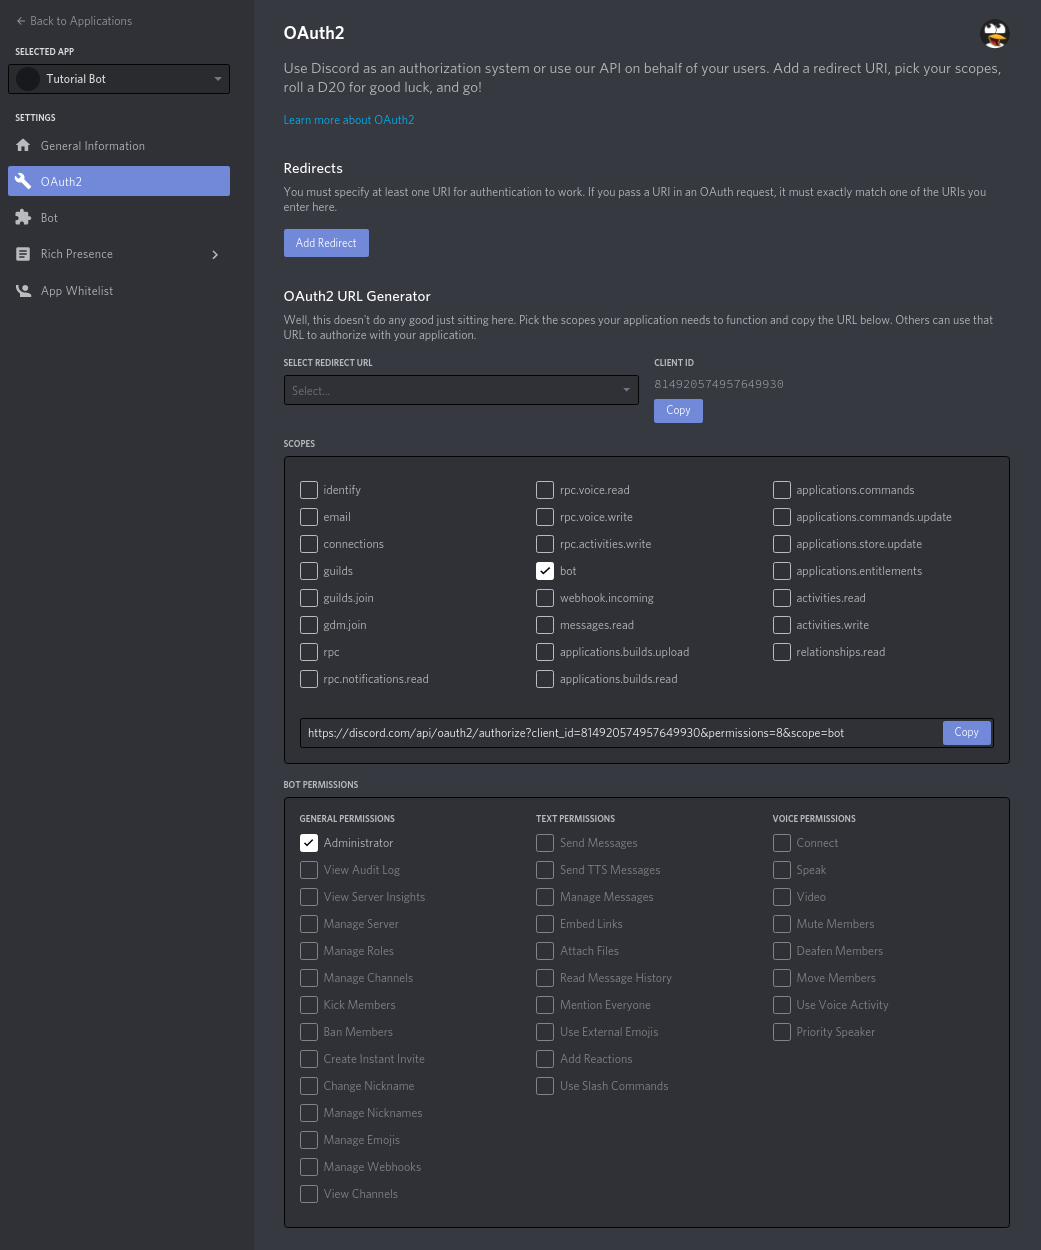 ← Back to Applications
SELECTED APP
Tutorial Bot
SETTINGS
General Information
OAuth2
Bot
Rich Presence
App Whitelist
OAuth2
Use Discord as an authorization system or use our API on behalf of your users. Add a redirect URI, pick your scopes,
roll a D20 for good luck, and go!
Learn more about OAuth2
Redirects
You must specify at least one URI for authentication to work. If you pass a URI in an OAuth request, it must exactly match one of the URIs you
enter here.
Add Redirect
OAuth2 URL Generator
Well, this doesn't do any good just sitting here. Pick the scopes your application needs to function and copy the URL below. Others can use that
URL to authorize with your application.
SELECT REDIRECT URL
Select...
CLIENT ID
814920574957649930
Copy
SCOPES
identify
email
connections
guilds
guilds.join
gdm.join
rpc
rpc.notifications.read
rpc.voice.read
rpc.voice.write
rpc.activities.write
bot
webhook.incoming
messages.read
applications.builds.upload
applications.builds.read
applications.commands
applications.commands.update
applications.store.update
applications.entitlements
activities.read
activities.write
relationships.read
https://discord.com/api/oauth2/authorize?client_id=814920574957649930&permissions=8&scope=bot
Copy
BOT PERMISSIONS
GENERAL PERMISSIONS
Administrator
View Audit Log
View Server Insights
Manage Server
Manage Roles
Manage Channels
Kick Members
Ban Members
Create Instant Invite
Change Nickname
Manage Nicknames
Manage Emojis
Manage Webhooks
View Channels
TEXT PERMISSIONS
Send Messages
Send TTS Messages
Manage Messages
Embed Links
Attach Files
Read Message History
Mention Everyone
Use External Emojis
Add Reactions
Use Slash Commands
VOICE PERMISSIONS
Connect
Speak
Video
Mute Members
Deafen Members
Move Members
Use Voice Activity
Priority Speaker